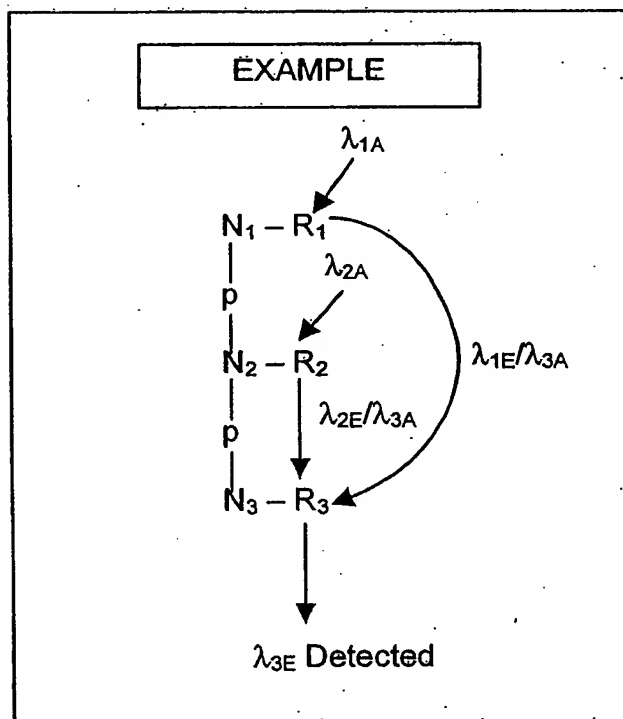 EXAMPLE
λ₁A
N₁ – R₁
λ₂A
p
N₂ – R₂
λ₁E/λ₃A
λ₂E/λ₃A
p
N₃ – R₃
λ₃E Detected